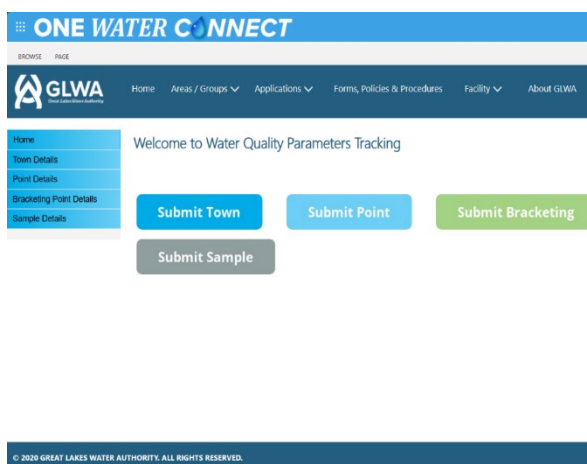 ONE WATER CONNECT
BROWSE PAGE
GLWA
Great Lakes Water Authority
Home Areas / Groups Applications Forms, Policies & Procedures Facility About GLWA
Home
Town Details
Point Details
Bracketing Point Details
Sample Details
Welcome to Water Quality Parameters Tracking
Submit Town Submit Point Submit Bracketing
Submit Sample
© 2020 GREAT LAKES WATER AUTHORITY. ALL RIGHTS RESERVED.